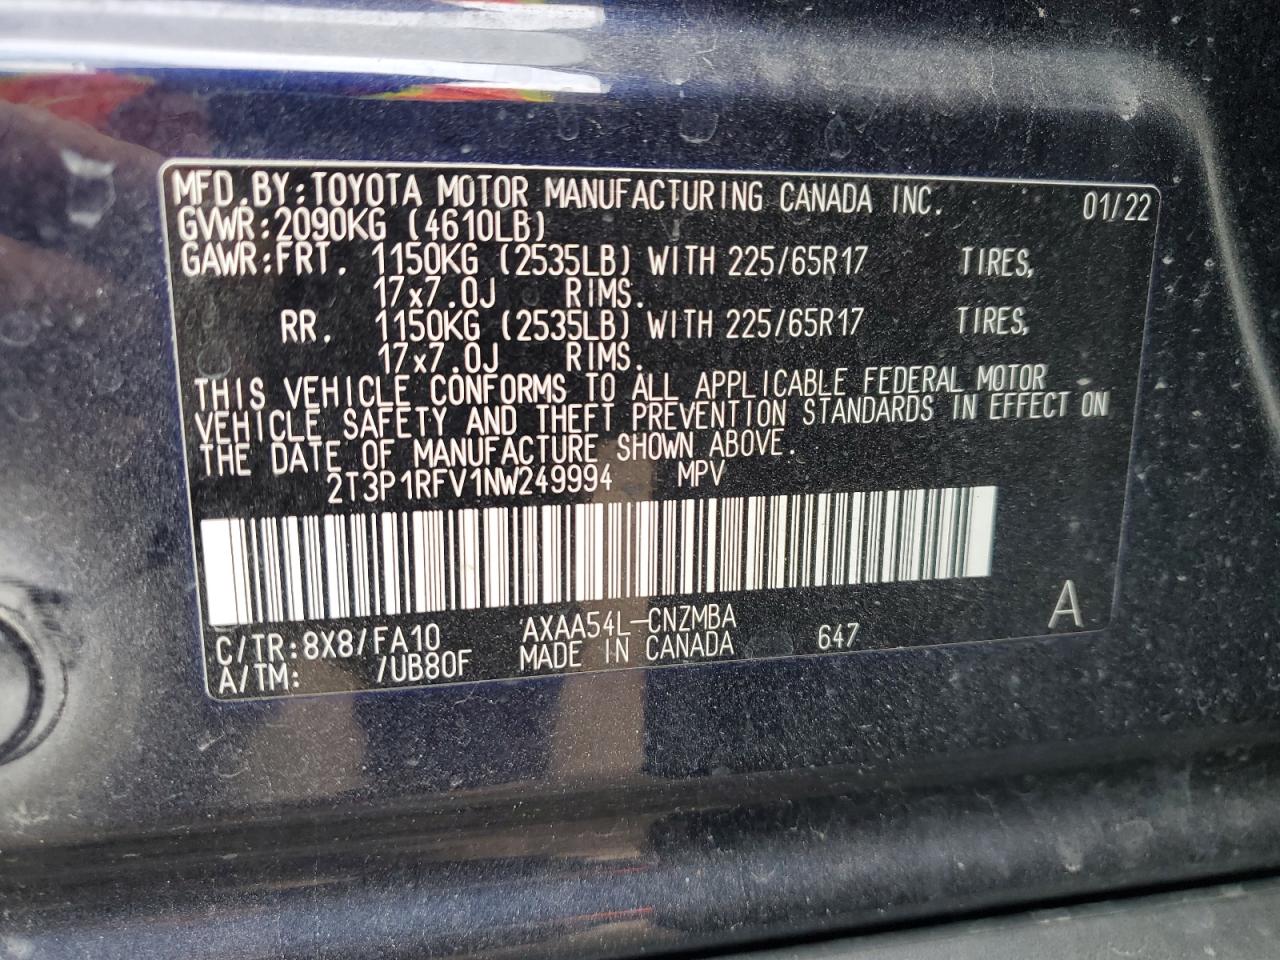 MFD.BY:TOYOTA MOTOR MANUFACTURING CANADA INC. 01/22
GVWR:2090KG (4610LB)
GAWR:FRT. 1150KG (2535LB) WITH 225/65R17 TIRES,
17x7.0J RIMS.
RR. 1150KG (2535LB) WITH 225/65R17 TIRES,
17x7.0J RIMS.
THIS VEHICLE CONFORMS TO ALL APPLICABLE FEDERAL MOTOR
VEHICLE SAFETY AND THEFT PREVENTION STANDARDS IN EFFECT ON
THE DATE OF MANUFACTURE SHOWN ABOVE.
2T3P1RFV1NW249994 MPV
C/TR:8X8/FA10 AXAA54L-CNZMBA 647 A
A/TM: /UB80F MADE IN CANADA